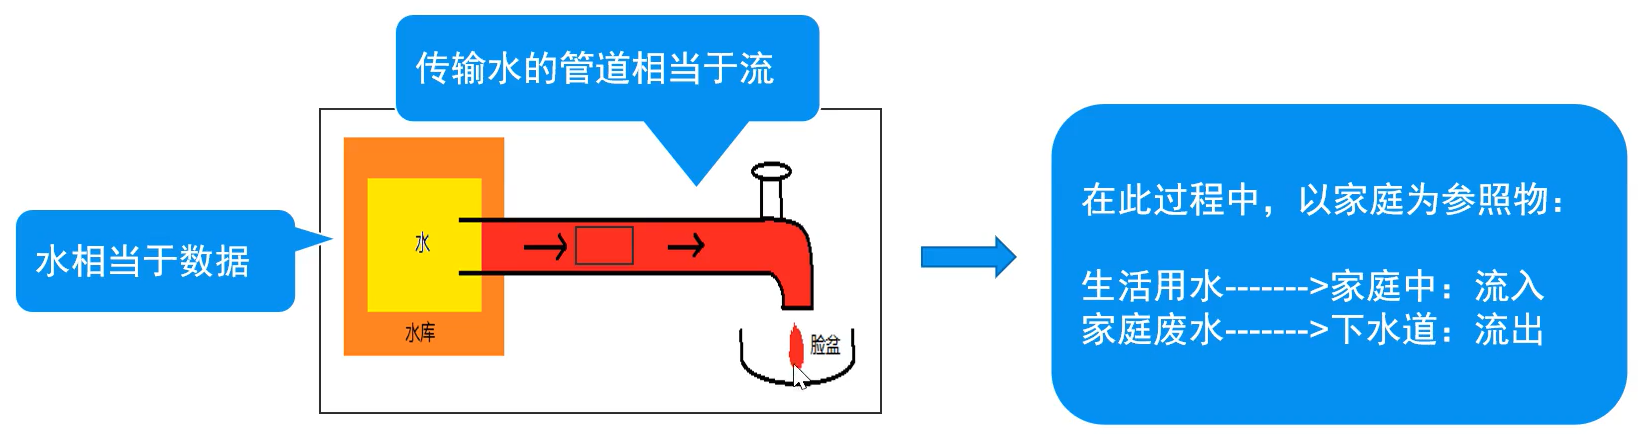 传输水的管道相当于流
水相当于数据
水
水库
脸盆
在此过程中，以家庭为参照物：
生活用水------->家庭中：流入
家庭废水------->下水道：流出